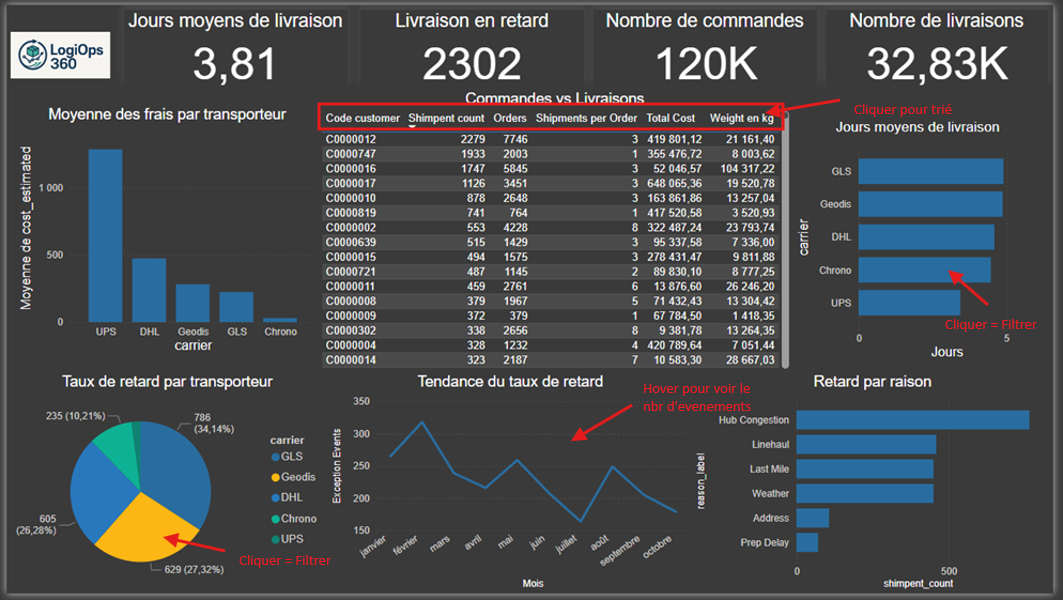 LogiOps
360
Jours moyens de livraison
3,81
Livraison en retard
2302
Nombre de commandes
120K
Nombre de livraisons
32,83K
Moyenne des frais par transporteur
Moyenne de cost_estimated
1 000
500
0
UPS DHL Geodis GLS Chrono
carrier
Commandes vs Livraisons
Code customer Shimpent count Orders Shipments per Order Total Cost Weight en kg
C0000012 2279 7746 3 419 801,12 21 161,40
C0000747 1933 2003 1 355 476,72 8 003,62
C0000016 1747 5845 3 52 046,57 104 317,22
C0000017 1126 3451 3 648 065,36 19 520,78
C0000010 878 2648 3 163 861,86 13 257,04
C0000819 741 764 1 417 520,58 3 520,93
C0000002 553 4228 8 322 487,24 23 793,74
C0000639 515 1429 3 95 337,58 7 336,00
C0000015 494 1575 3 278 431,47 9 811,88
C0000721 487 1145 2 89 830,10 8 777,25
C0000011 459 2761 6 13 876,60 26 246,20
C0000008 379 1967 5 71 432,43 13 304,42
C0000009 372 379 1 67 784,50 1 418,35
C0000302 338 2656 8 9 381,78 13 264,35
C0000004 328 1232 4 420 789,64 7 051,44
C0000014 323 2187 7 10 583,30 28 667,03
Cliquer pour trié
Jours moyens de livraison
carrier
GLS
Geodis
DHL
Chrono
UPS
Cliquer = Filtrer
0 5
Jours
Taux de retard par transporteur
235 (10,21%)
786
(34,14%)
605
(26,28%)
629 (27,32%)
carrier
GLS
Geodis
DHL
Chrono
UPS
Cliquer = Filtrer
Tendance du taux de retard
Hover pour voir le
nbr d'evenements
Exception Events
350
300
250
200
150
janvier février mars avril mai juin juillet août septembre octobre
Mois
Retard par raison
reason_label
Hub Congestion
Linehaul
Last Mile
Weather
Address
Prep Delay
0 500
shimpent_count